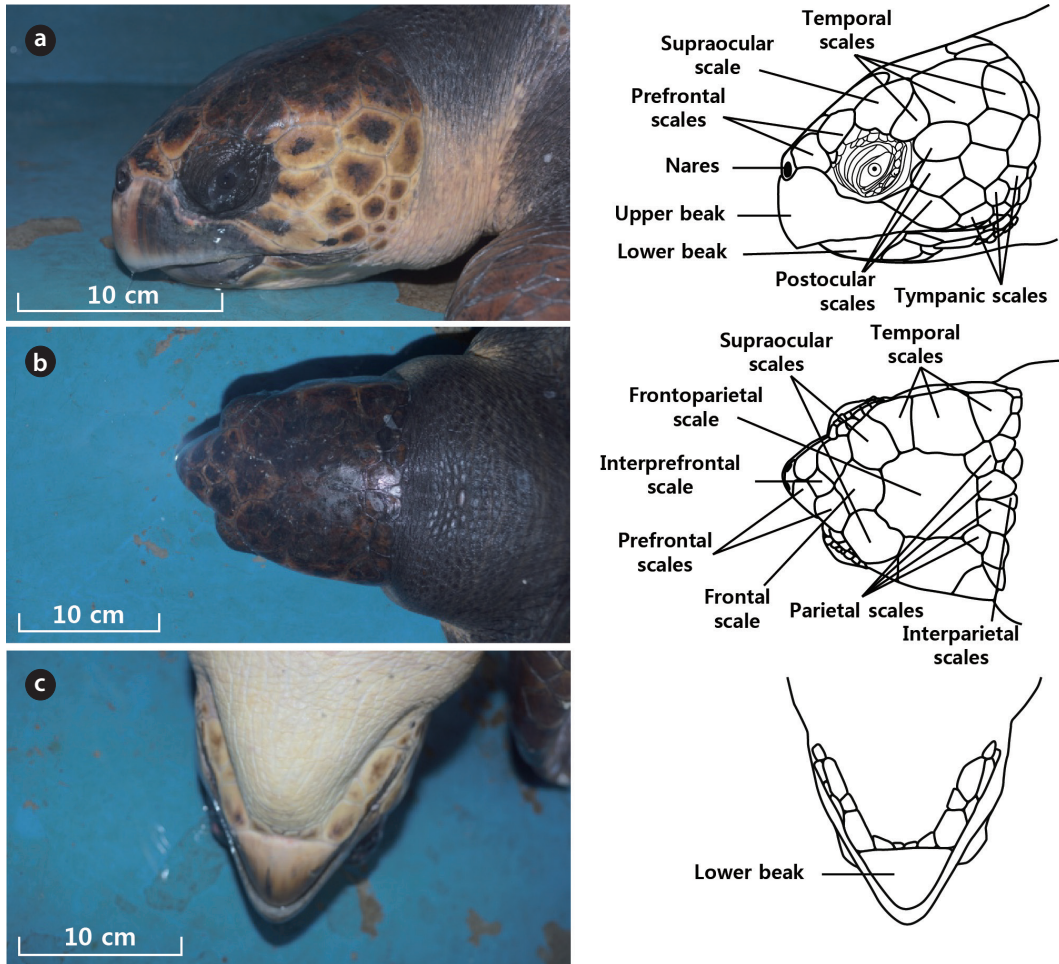 a
10 cm
Temporal
scales
Supraocular
scale
Prefrontal
scales
Nares
Upper beak
Lower beak
Postocular
scales
Tympanic scales
b
10 cm
Supraocular
scales
Temporal
scales
Frontoparietal
scale
Interprefrontal
scale
Prefrontal
scales
Frontal
scale
Parietal scales
Interparietal
scales
c
10 cm
Lower beak